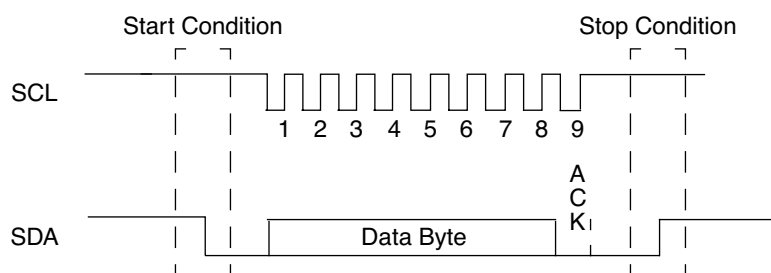 Start Condition Stop Condition
SCL
1 2 3 4 5 6 7 8 9
A
C
K
SDA Data Byte